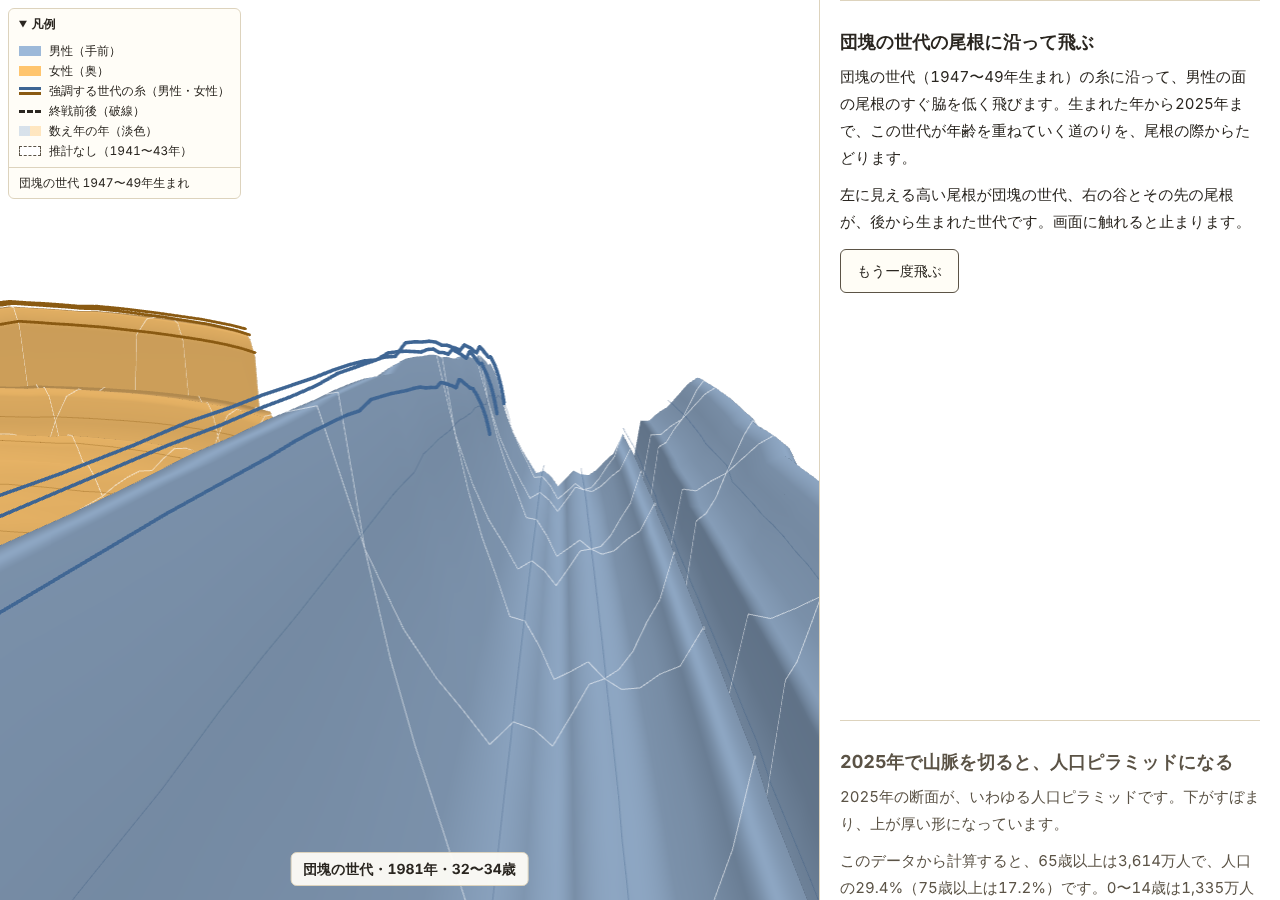 ▼ 凡例
男性（手前）
女性（奥）
強調する世代の糸（男性・女性）
終戦前後（破線）
数え年の年（淡色）
推計なし（1941〜43年）
団塊の世代 1947〜49年生まれ
団塊の世代・1981年・32〜34歳
団塊の世代の尾根に沿って飛ぶ
団塊の世代（1947〜49年生まれ）の糸に沿って、男性の面
の尾根のすぐ脇を低く飛びます。生まれた年から2025年ま
で、この世代が年齢を重ねていく道のりを、尾根の際からた
どります。
左に見える高い尾根が団塊の世代、右の谷とその先の尾根
が、後から生まれた世代です。画面に触れると止まります。
もう一度飛ぶ
2025年で山脈を切ると、人口ピラミッドになる
2025年の断面が、いわゆる人口ピラミッドです。下がすぼま
り、上が厚い形になっています。
このデータから計算すると、65歳以上は3,614万人で、人口
の29.4%（75歳以上は17.2%）です。0〜14歳は1,335万人